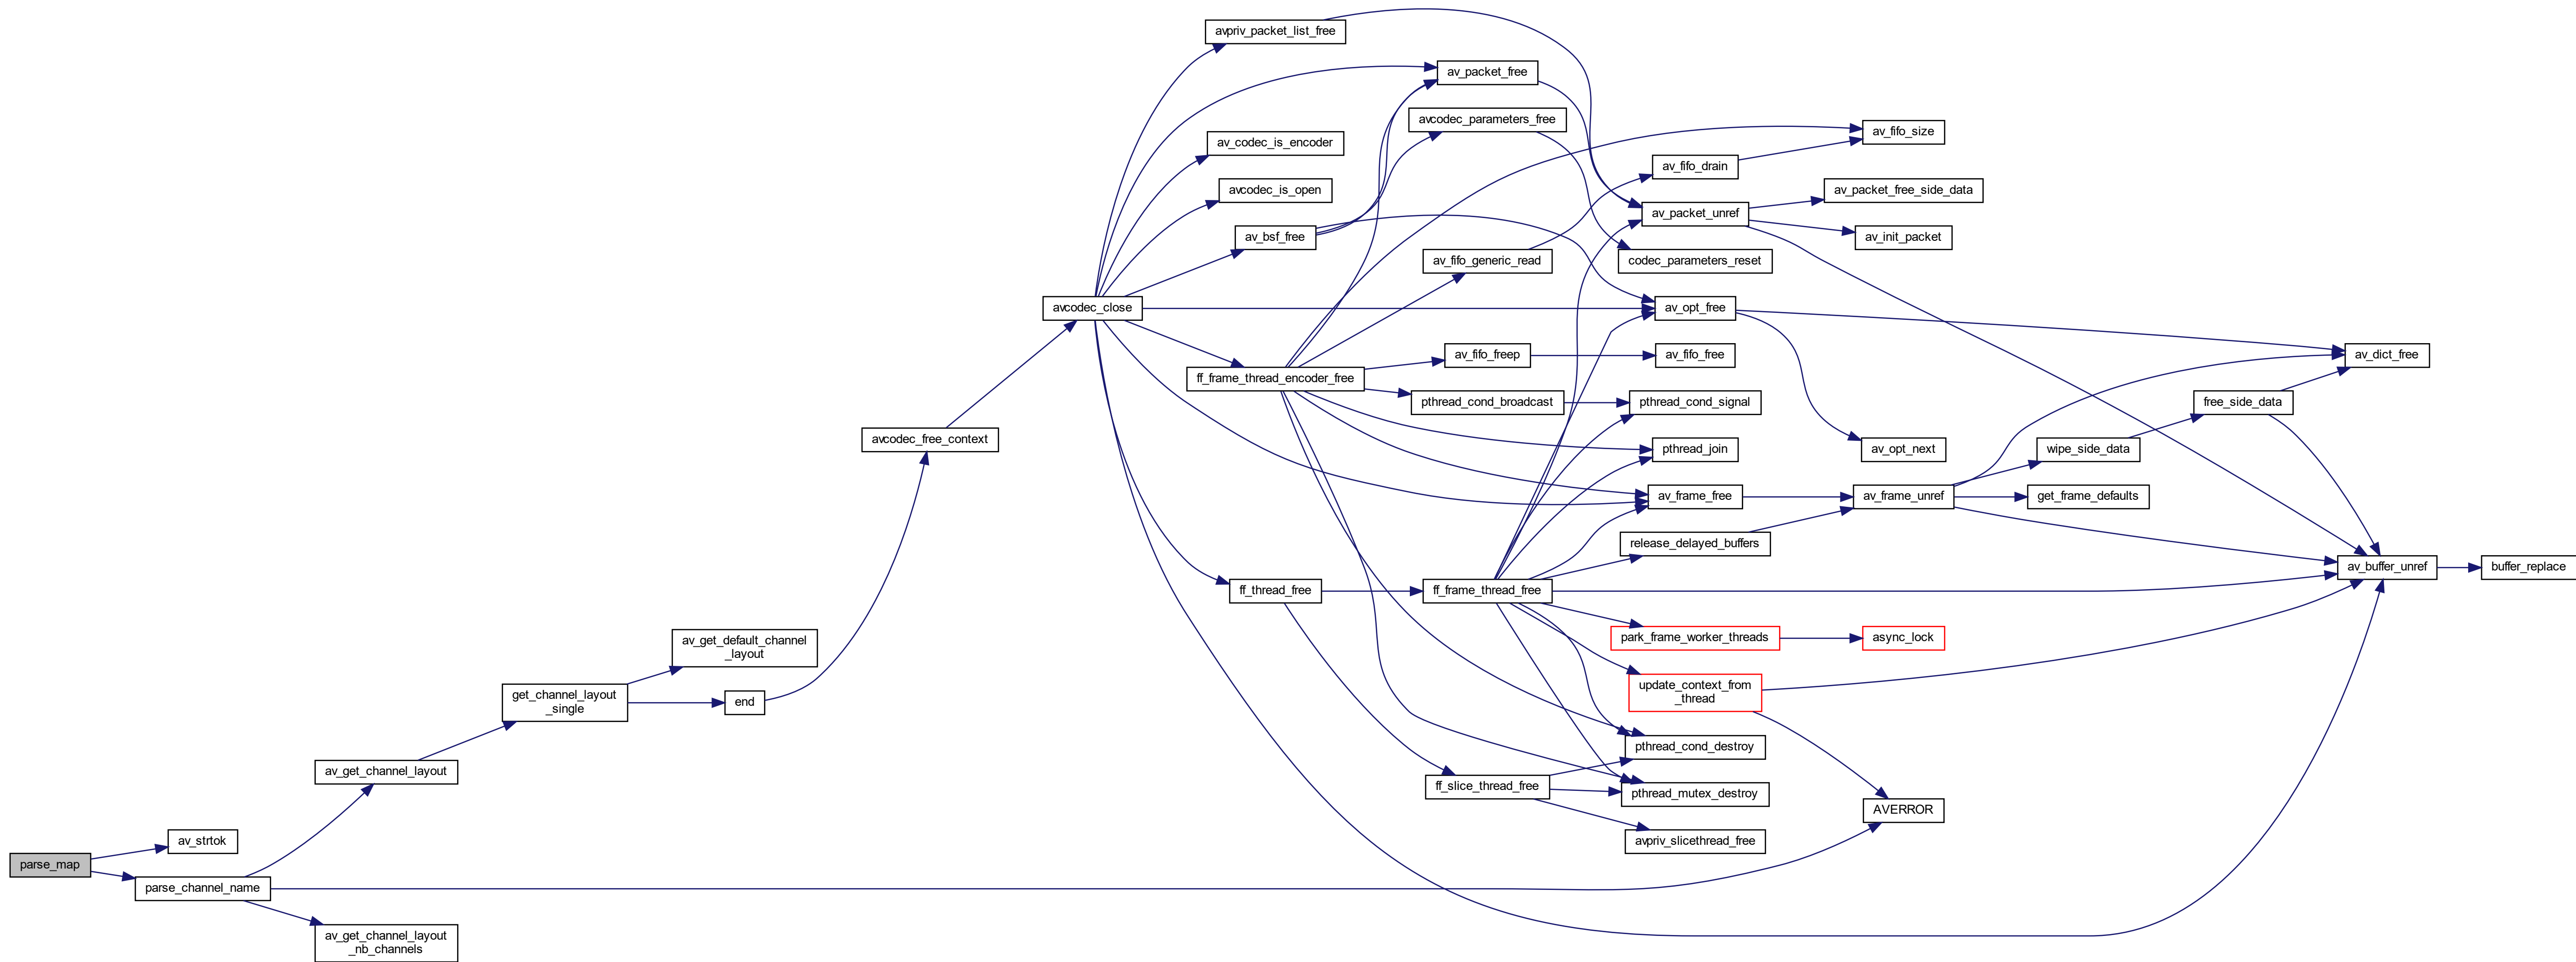 avpriv_packet_list_free
av_packet_free
avcodec_parameters_free
av_fifo_size
av_codec_is_encoder
av_fifo_drain
avcodec_is_open
av_packet_free_side_data
av_packet_unref
av_bsf_free
av_init_packet
av_fifo_generic_read
codec_parameters_reset
avcodec_close
av_opt_free
av_fifo_freep
av_fifo_free
av_dict_free
ff_frame_thread_encoder_free
pthread_cond_broadcast
pthread_cond_signal
free_side_data
avcodec_free_context
pthread_join
av_opt_next
wipe_side_data
av_frame_free
av_frame_unref
get_frame_defaults
release_delayed_buffers
av_buffer_unref
buffer_replace
ff_thread_free
ff_frame_thread_free
park_frame_worker_threads
async_lock
av_get_default_channel
_layout
update_context_from
_thread
get_channel_layout
_single
end
pthread_cond_destroy
av_get_channel_layout
ff_slice_thread_free
pthread_mutex_destroy
AVERROR
av_strtok
avpriv_slicethread_free
parse_map
parse_channel_name
av_get_channel_layout
_nb_channels